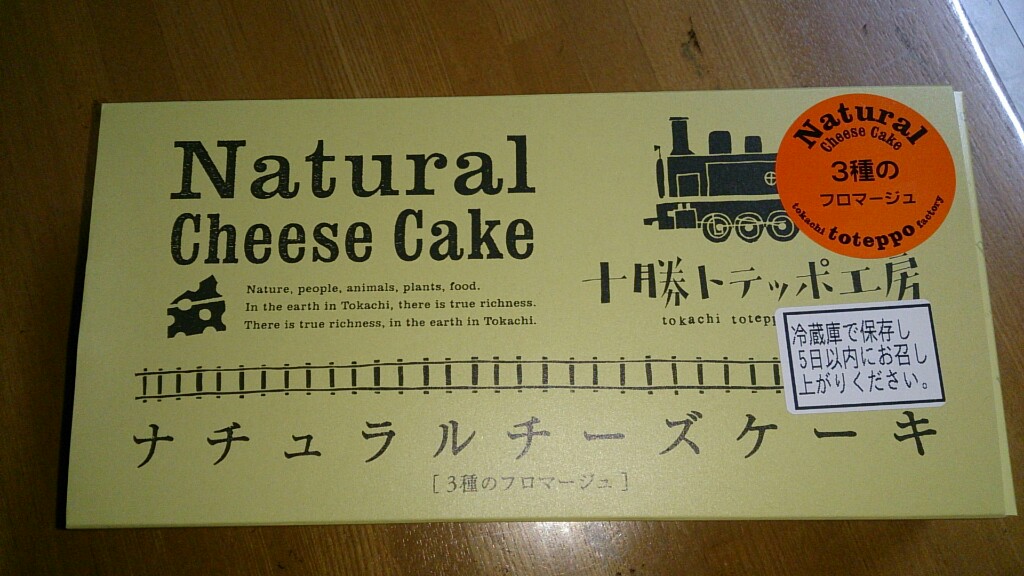 Natural
Cheese Cake
Nature, people, animals, plants, food.
In the earth in Tokachi, there is true richness.
There is true richness, in the earth in Tokachi.
Natural
Cheese Cake
3種の
フロマージュ
tokachi toteppo factory
十勝トテッポ工房
tokachi
冷蔵庫で保存し
5日以内にお召し
上がりください。
ナチュラルチーズケーキ
[3種のフロマージュ]